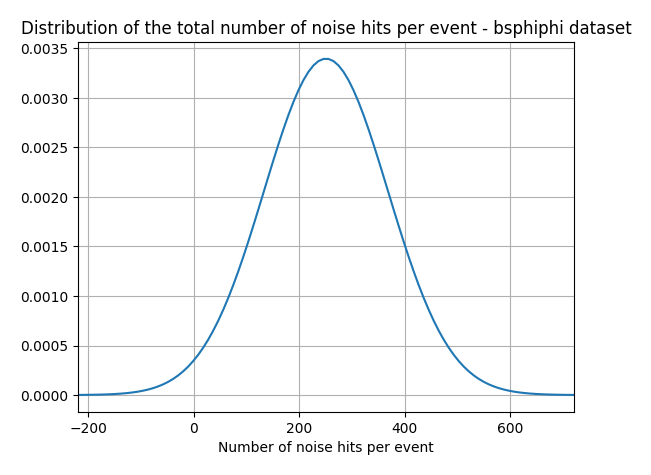 Distribution of the total number of noise hits per event - bsphiphi dataset
0.0035
0.0030
0.0025
0.0020
0.0015
0.0010
0.0005
0.0000
−200 0 200 400 600
Number of noise hits per event